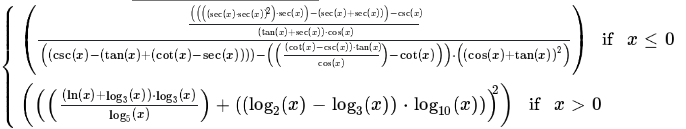 \begin{cases} \left(\frac{\frac{\left(\left(\left((\sec(x)\cdot\sec(x))^2\right)\cdot\sec(x)\right)-(\sec(x)+\sec(x))\right)-\csc(x)}{(\tan(x)+\sec(x))\cdot\cos(x)}}{\left((\csc(x)-(\tan(x)+(\cot(x)-\sec(x))))-\left(\left(\frac{(\cot(x)-\csc(x))\cdot\tan(x)}{\cos(x)}\right)-\cot(x)\right)\right)\cdot\left((\cos(x)+\tan(x))^2\right)}\right) & \text{if } x \leq 0 \\
\left(\left(\left(\frac{(\ln(x)+\log_3(x))\cdot\log_3(x)}{\log_5(x)}\right)+((\log_2(x)-\log_3(x))\cdot\log_{10}(x))\right)^2\right) & \text{if } x > 0 \end{cases}